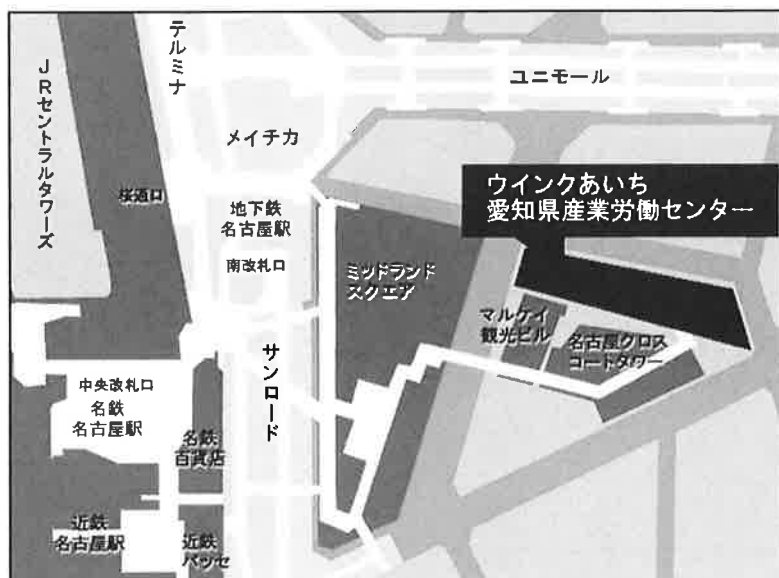 テルミナ
JRセントラルタワーズ
ユニモール
メイチカ
桜通口
地下鉄
名古屋駅
南改札口
ウインクあいち
愛知県産業労働センター
ミッドランド
スクエア
マルケイ
観光ビル
名古屋クロス
コートタワー
サンロード
中央改札口
名鉄
名古屋駅
名鉄
百貨店
近鉄
名古屋駅
近鉄
パッセ